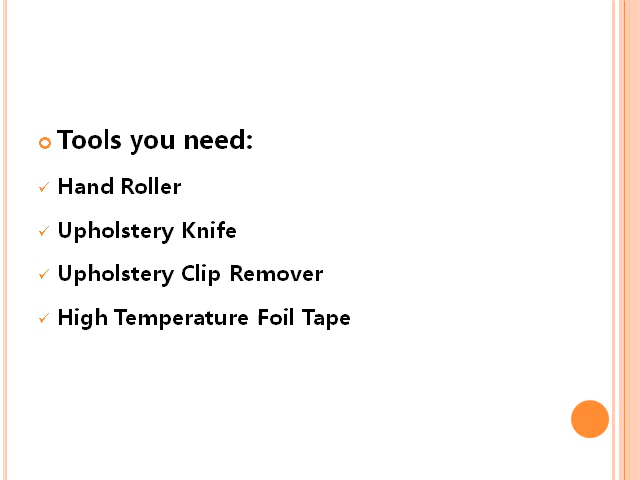 Tools you need:
Hand Roller
Upholstery Knife
Upholstery Clip Remover
High Temperature Foil Tape